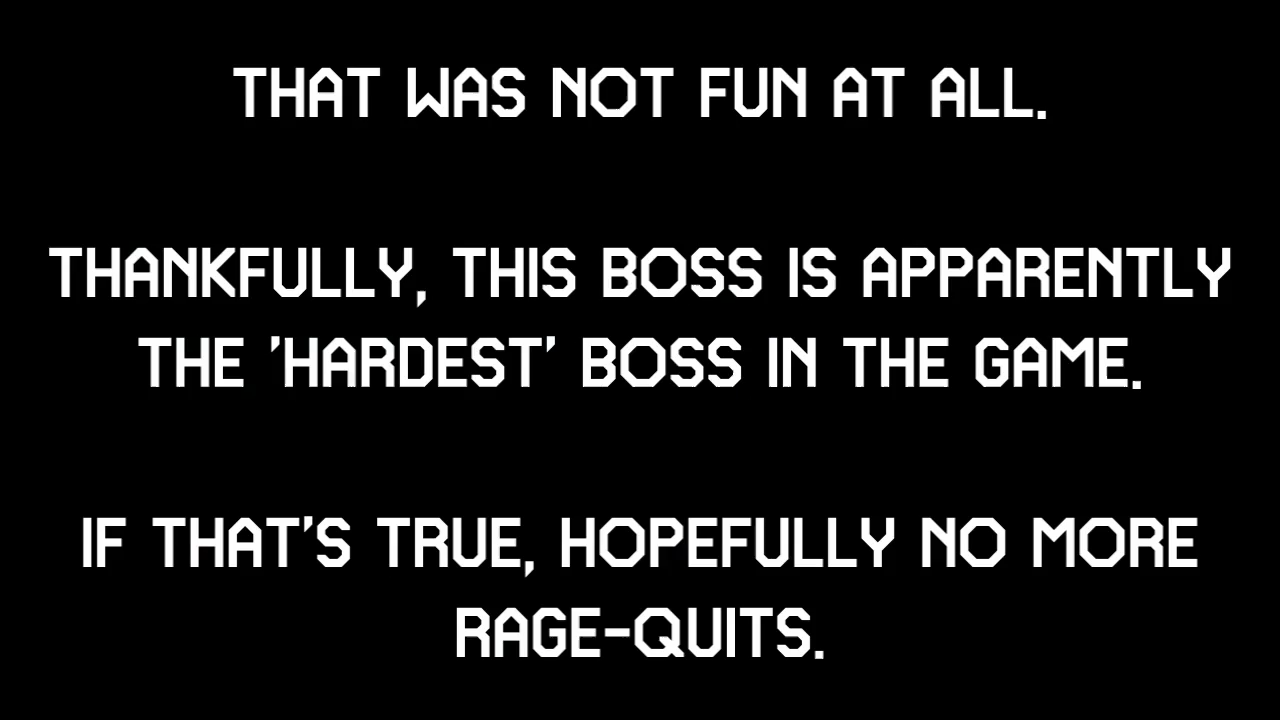 THAT WAS NOT FUN AT ALL.
THANKFULLY, THIS BOSS IS APPARENTLY
THE 'HARDEST' BOSS IN THE GAME.
IF THAT'S TRUE, HOPEFULLY NO MORE
RAGE-QUITS.